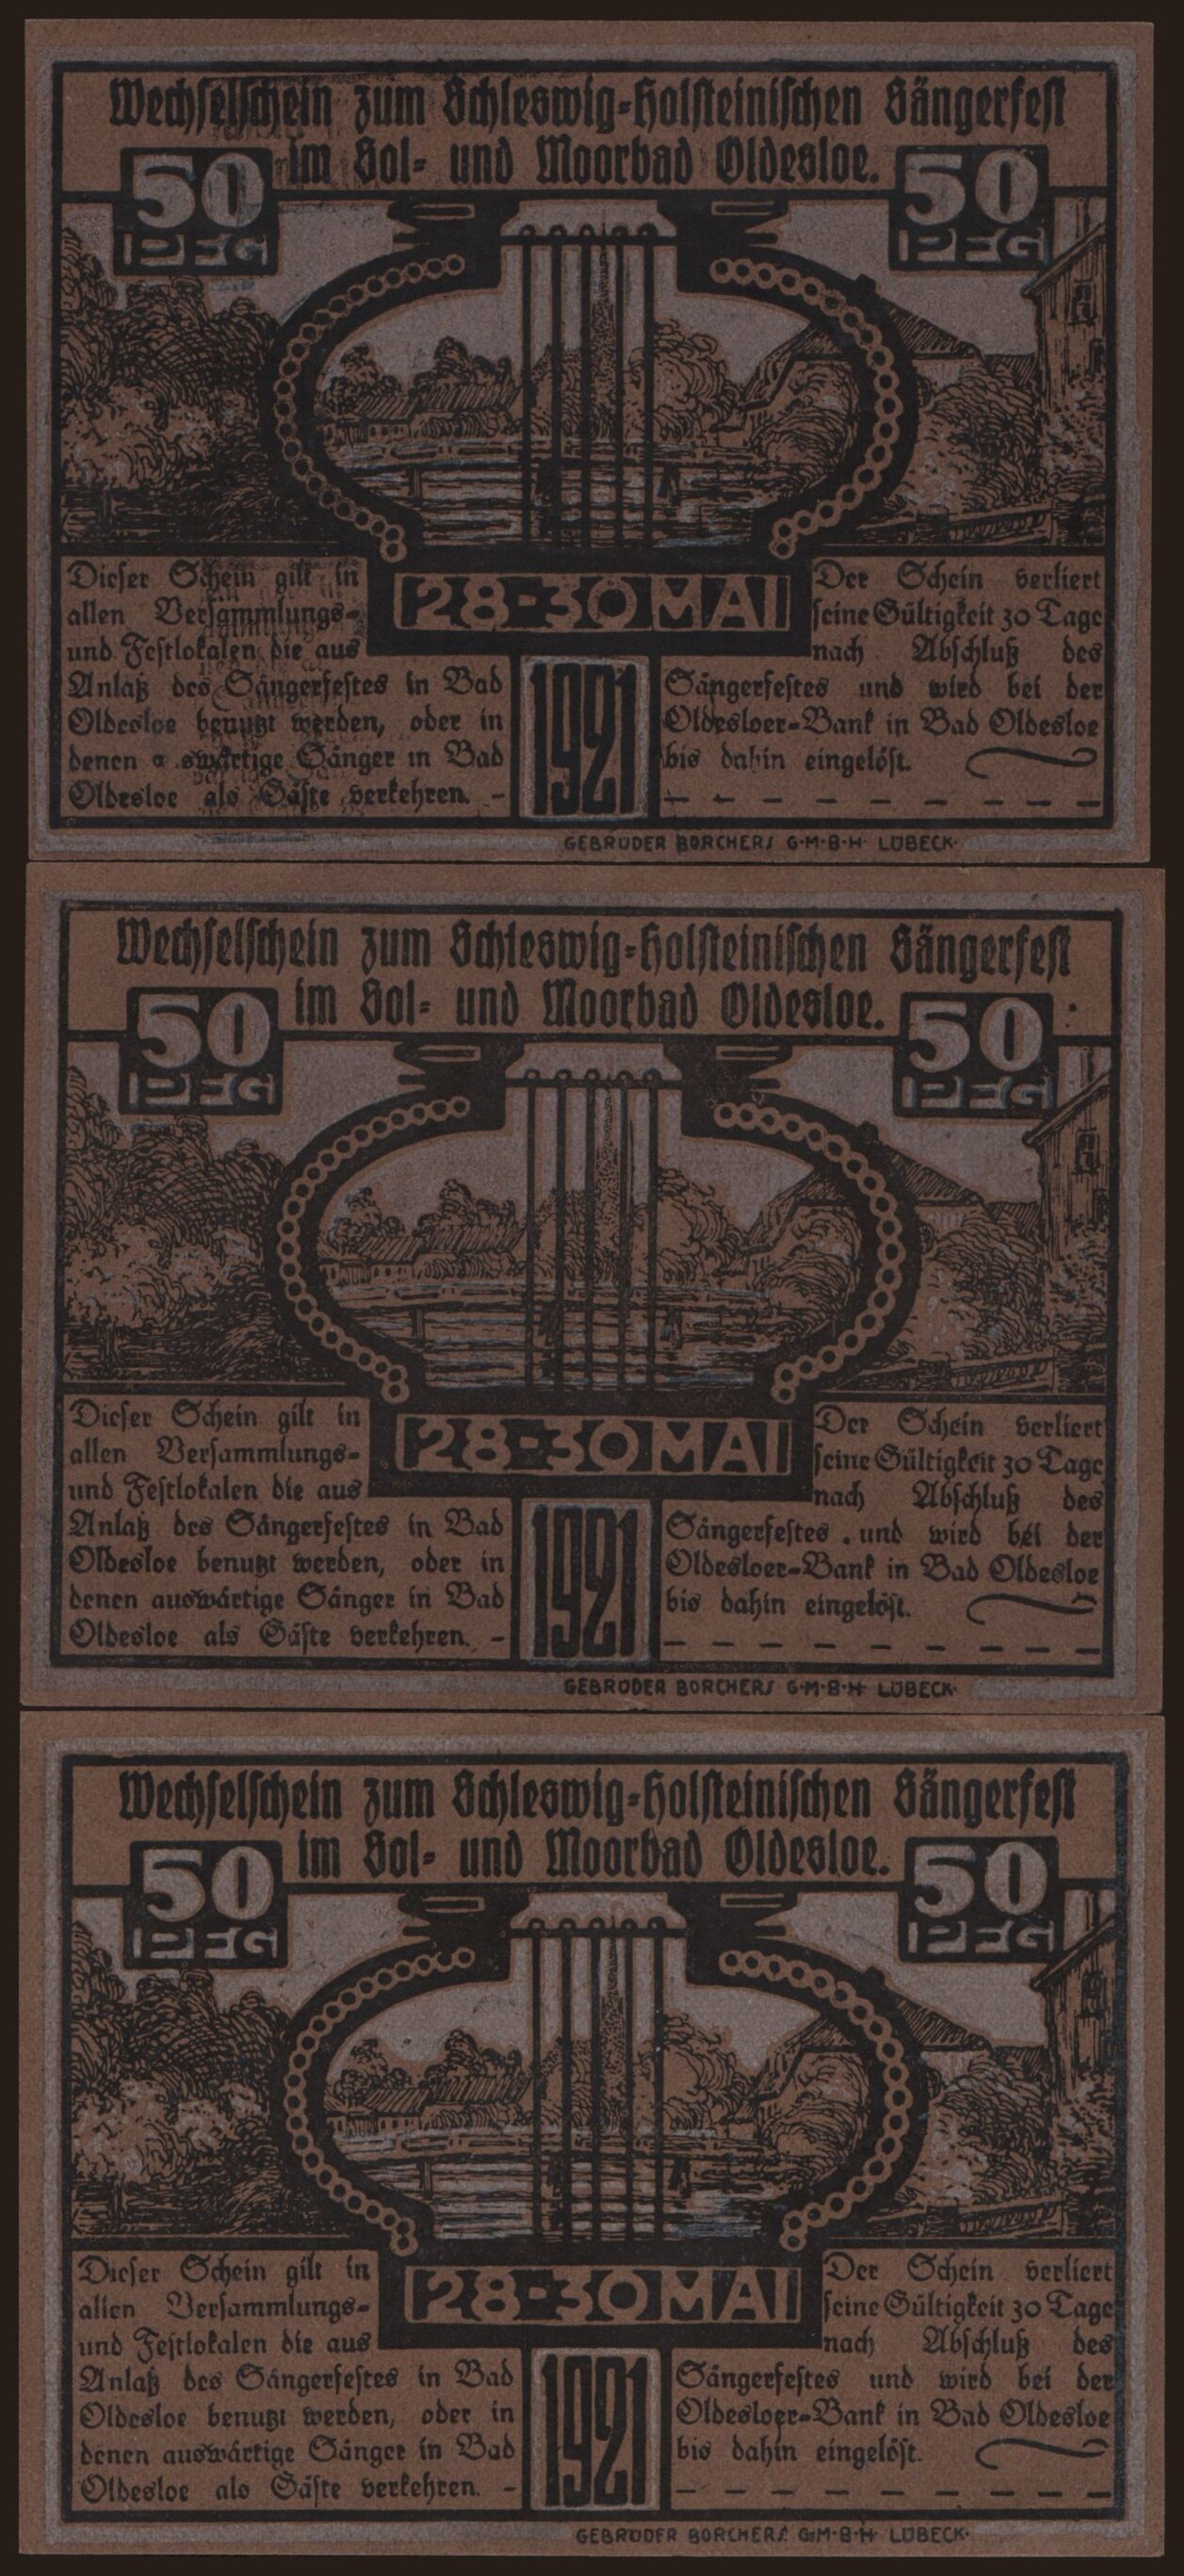 Wechselschein zum Schleswig-Holsteinischen Sängerfest
im Sol- und Moorbad Oldesloe.
50 PFG
50 PFG
28-30 MAI
1921
Dieser Schein gilt in
allen Versammlungs-
und Festlokalen die aus
Anlaß des Sängerfestes in Bad
Oldesloe benutzt werden, oder in
denen a swärtige Sänger in Bad
Oldesloe als Gäste verkehren. -
Der Schein verliert
seine Gültigkeit 30 Tage
nach Abschluß des
Sängerfestes und wird bei der
Oldesloer-Bank in Bad Oldesloe
bis dahin eingelöst.
GEBRÜDER BORCHERS G·M·B·H· LÜBECK·
Wechselschein zum Schleswig-Holsteinischen Sängerfest
im Sol- und Moorbad Oldesloe.
50 PFG
50 PFG
28-30 MAI
1921
Dieser Schein gilt in
allen Versammlungs-
und Festlokalen die aus
Anlaß des Sängerfestes in Bad
Oldesloe benutzt werden, oder in
denen auswärtige Sänger in Bad
Oldesloe als Gäste verkehren. -
Der Schein verliert
seine Gültigkeit 30 Tage
nach Abschluß des
Sängerfestes und wird bei der
Oldesloer-Bank in Bad Oldesloe
bis dahin eingelöst.
GEBRÜDER BORCHERS G·M·B·H LÜBECK·
Wechselschein zum Schleswig-Holsteinischen Sängerfest
im Sol- und Moorbad Oldesloe.
50 PFG
50 PFG
28-30 MAI
1921
Dieser Schein gilt in
allen Versammlungs-
und Festlokalen die aus
Anlaß des Sängerfestes in Bad
Oldesloe benutzt werden, oder in
denen auswärtige Sänger in Bad
Oldesloe als Gäste verkehren. -
Der Schein verliert
seine Gültigkeit 30 Tage
nach Abschluß des
Sängerfestes und wird bei der
Oldesloer-Bank in Bad Oldesloe
bis dahin eingelöst.
GEBRÜDER BORCHERS G·M·B·H· LÜBECK·